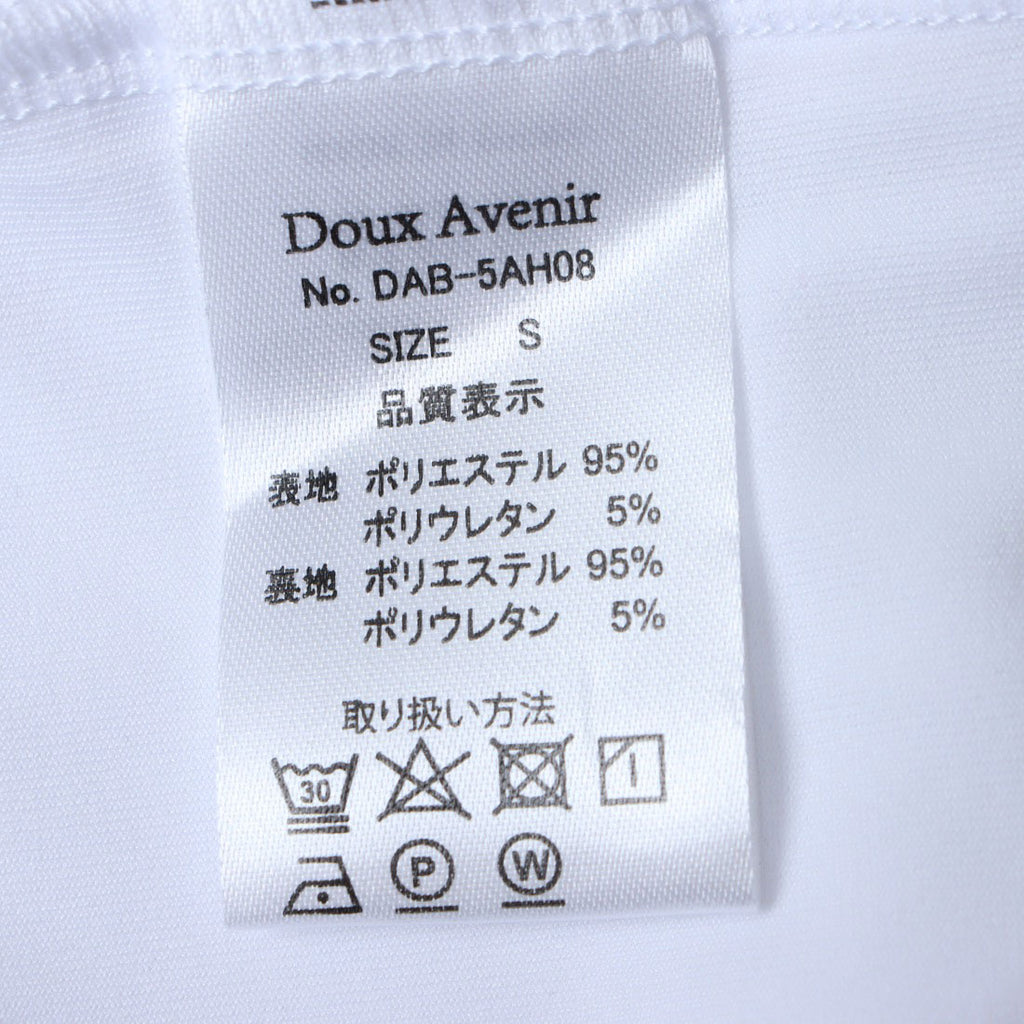 Doux Avenir
No. DAB-5AH08
SIZE S
品質表示
表地 ポリエステル 95%
ポリウレタン 5%
裏地 ポリエステル 95%
ポリウレタン 5%
取り扱い方法
30
P W